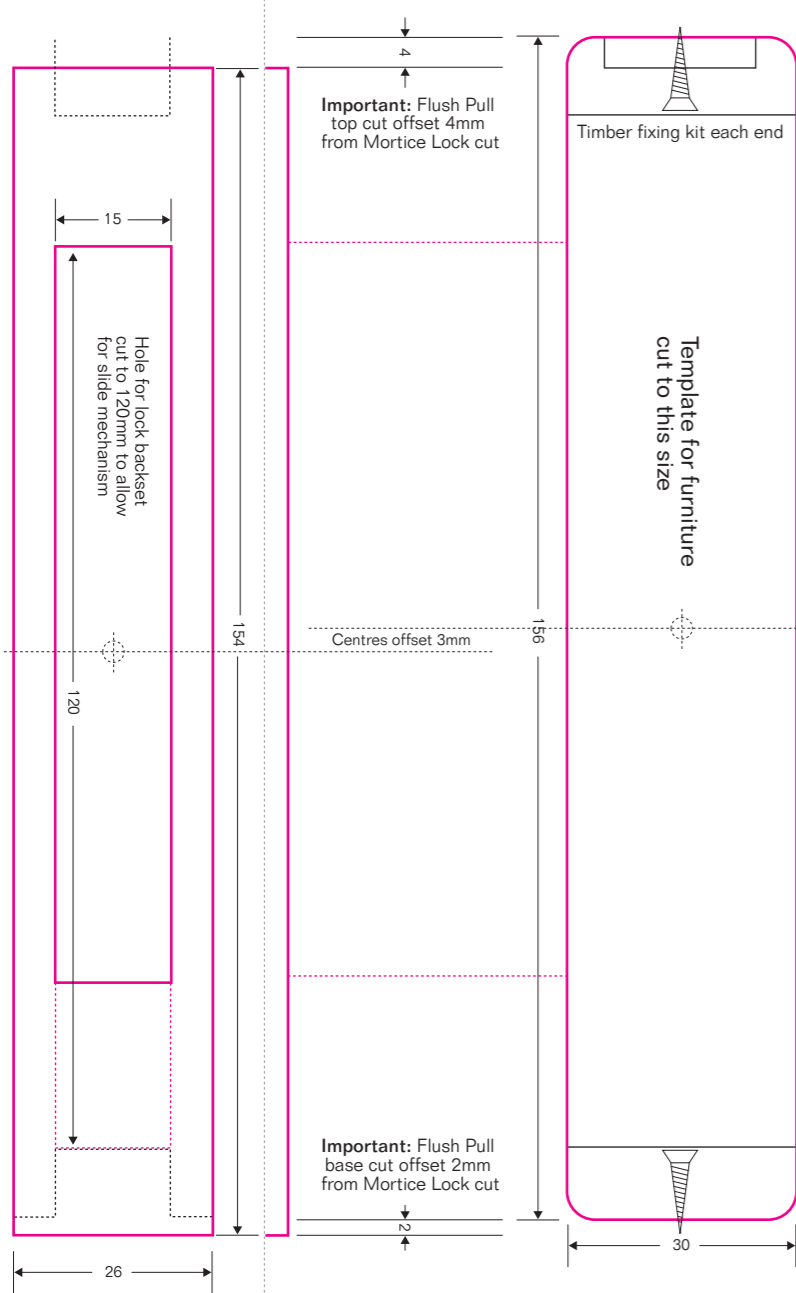 4
Important: Flush Pull
top cut offset 4mm
from Mortice Lock cut
Timber fixing kit each end
15
Hole for lock backset
cut to 120mm to allow
for slide mechanism
Template for furniture
cut to this size
154
156
Centres offset 3mm
120
Important: Flush Pull
base cut offset 2mm
from Mortice Lock cut
2
30
26